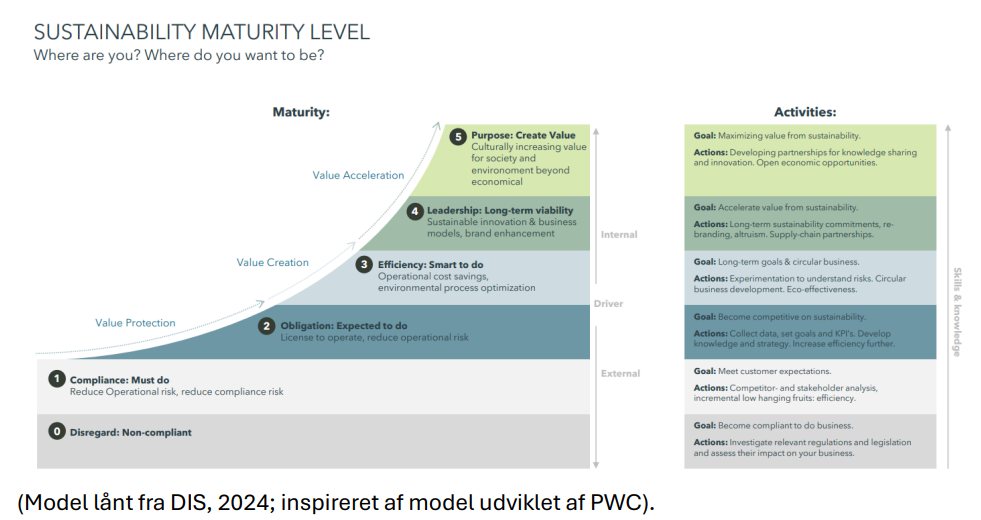 SUSTAINABILITY MATURITY LEVEL
Where are you? Where do you want to be?
Maturity:
5 Purpose: Create Value
Culturally increasing value
for society and
environoment beyond
economical
Value Acceleration
4 Leadership: Long-term viability
Sustainable innovation & business
models, brand enhancement
Value Creation
3 Efficiency: Smart to do
Operational cost savings,
environmental process optimization
Value Protection
2 Obligation: Expected to do
License to operate, reduce operational risk
1 Compliance: Must do
Reduce Operational risk, reduce compliance risk
0 Disregard: Non-compliant
Internal
Driver
External
Activities:
Goal: Maximizing value from sustainability.
Actions: Developing partnerships for knowledge sharing
and innovation. Open economic opportunities.
Goal: Accelerate value from sustainability.
Actions: Long-term sustainability commitments, re-
branding, altruism. Supply-chain partnerships.
Goal: Long-term goals & circular business.
Actions: Experimentation to understand risks. Circular
business development. Eco-effectiveness.
Goal: Become competitive on sustainability.
Actions: Collect data, set goals and KPI's. Develop
knowledge and strategy. Increase efficiency further.
Goal: Meet customer expectations.
Actions: Competitor- and stakeholder analysis,
incremental low hanging fruits: efficiency.
Goal: Become compliant to do business.
Actions: Investigate relevant regulations and legislation
and assess their impact on your business.
Skills & knowledge
(Model lånt fra DIS, 2024; inspireret af model udviklet af PWC).